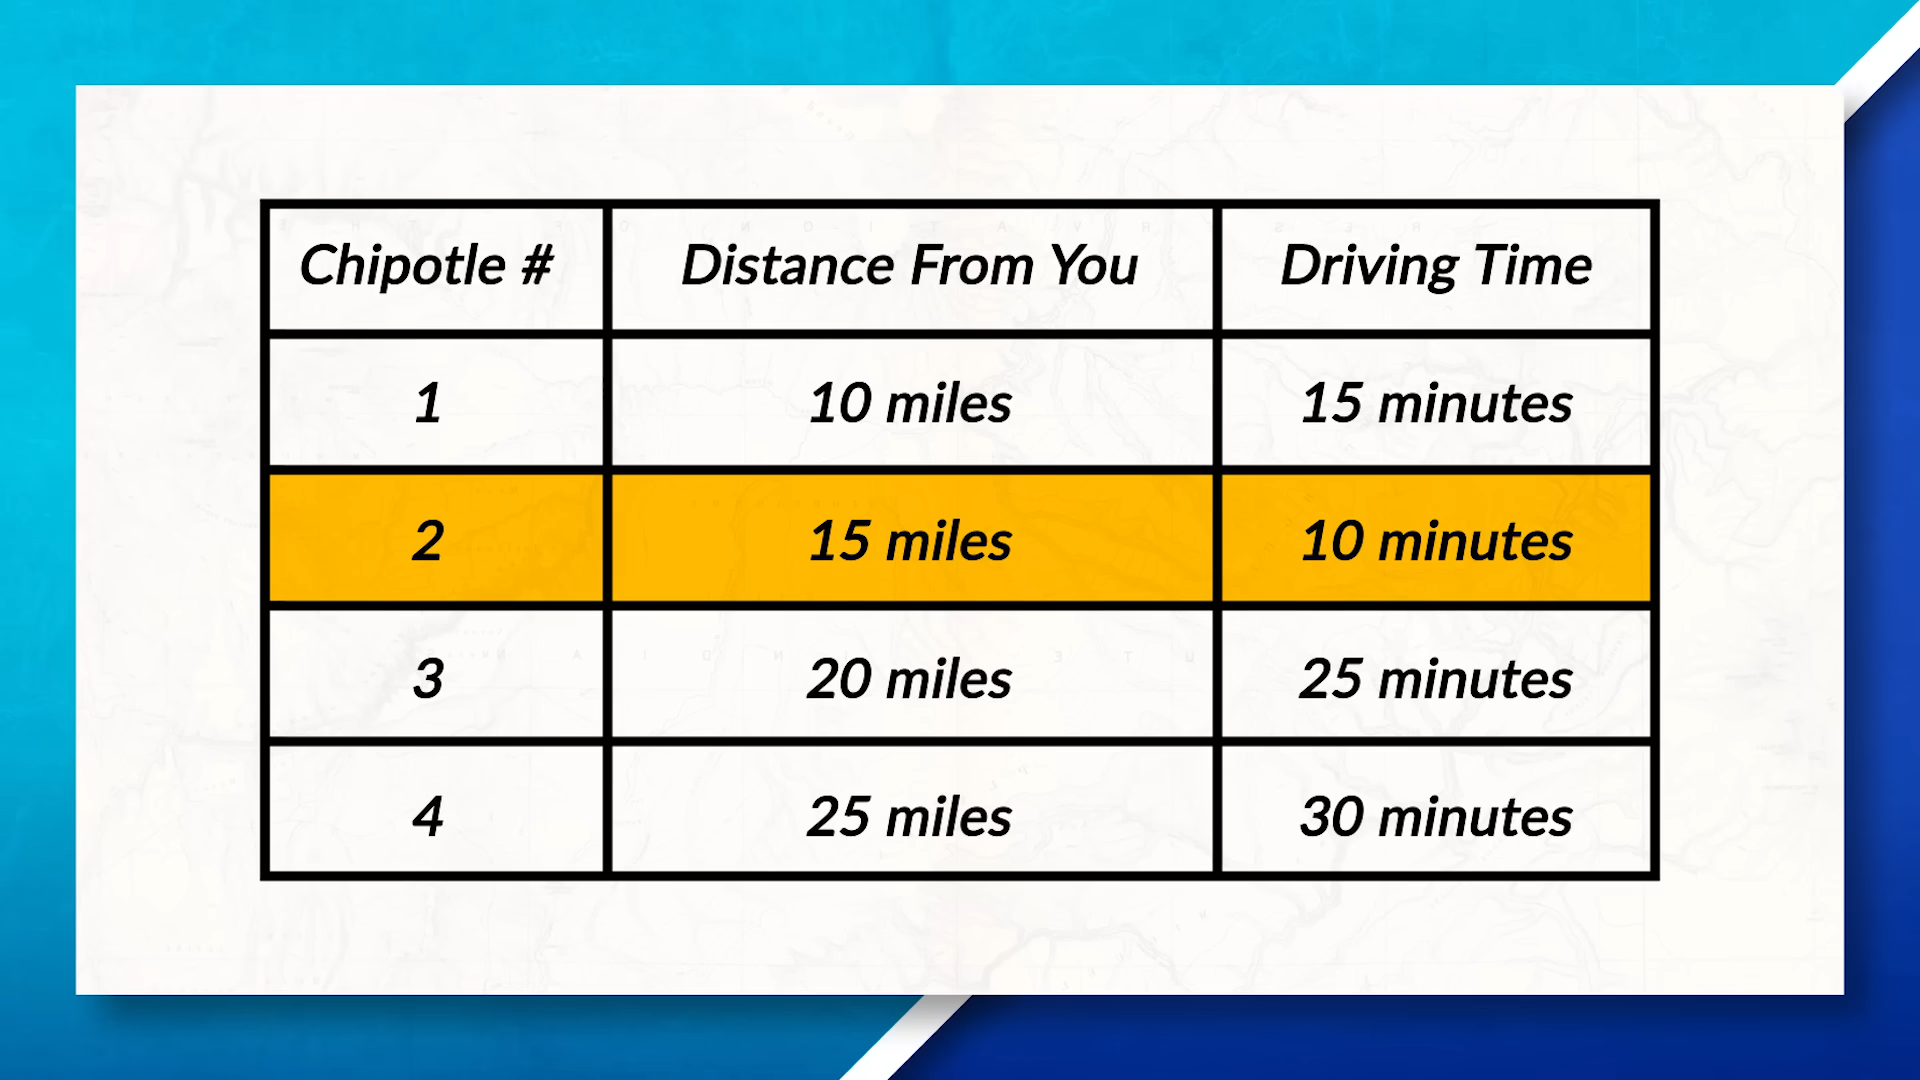 Chipotle # Distance From You Driving Time
1 10 miles 15 minutes
2 15 miles 10 minutes
3 20 miles 25 minutes
4 25 miles 30 minutes